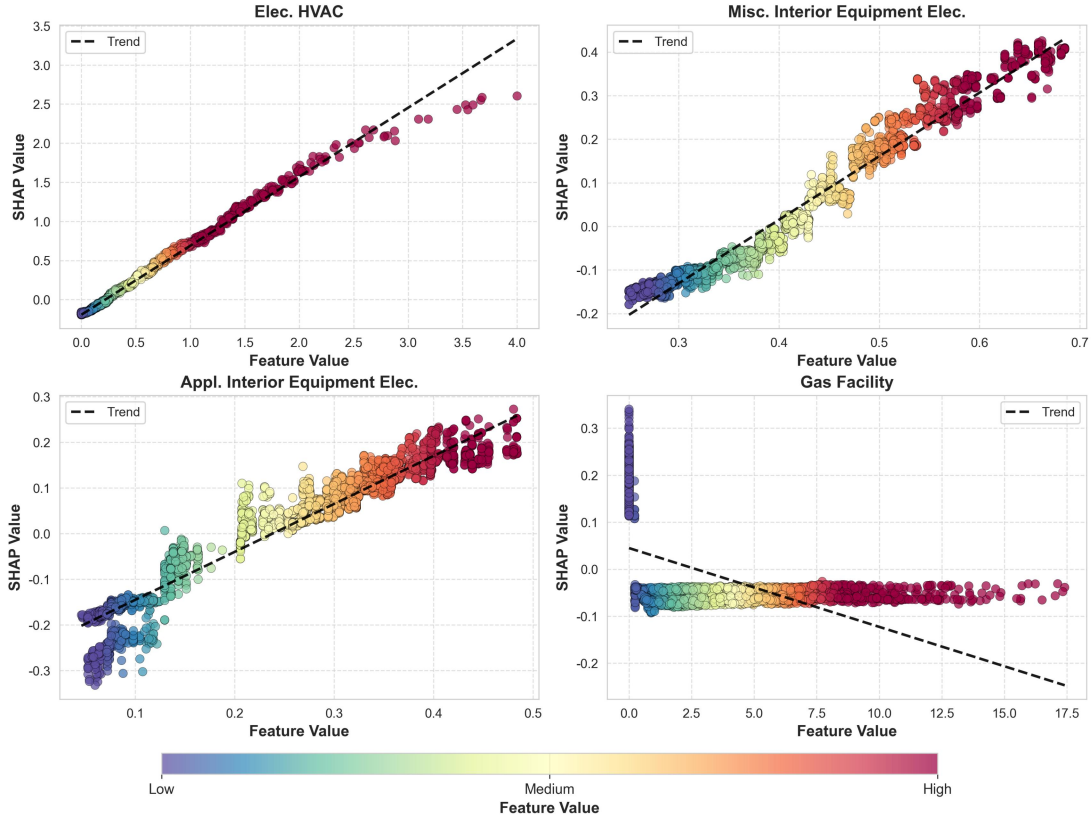 Elec. HVAC
3.5
3.0
2.5
2.0
1.5
1.0
0.5
0.0
SHAP Value
Trend
0.0 0.5 1.0 1.5 2.0 2.5 3.0 3.5 4.0
Feature Value
Misc. Interior Equipment Elec.
0.4
0.3
0.2
0.1
0.0
-0.1
-0.2
SHAP Value
Trend
0.3 0.4 0.5 0.6 0.7
Feature Value
Appl. Interior Equipment Elec.
0.3
0.2
0.1
0.0
-0.1
-0.2
-0.3
SHAP Value
Trend
0.1 0.2 0.3 0.4 0.5
Feature Value
Gas Facility
0.3
0.2
0.1
0.0
-0.1
-0.2
SHAP Value
Trend
0.0 2.5 5.0 7.5 10.0 12.5 15.0 17.5
Feature Value
Low Medium High
Feature Value